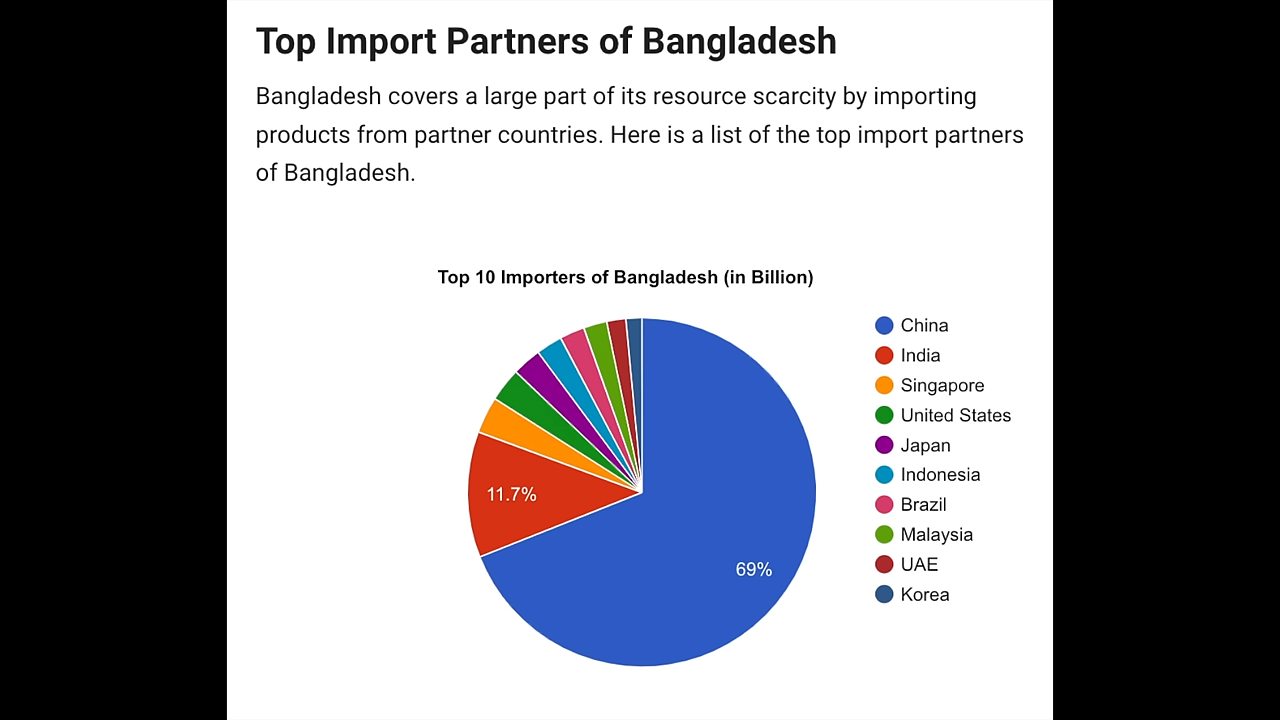 Top Import Partners of Bangladesh
Bangladesh covers a large part of its resource scarcity by importing
products from partner countries. Here is a list of the top import partners
of Bangladesh.
Top 10 Importers of Bangladesh (in Billion)
China
India
Singapore
United States
Japan
Indonesia
Brazil
Malaysia
UAE
Korea
11.7%
69%